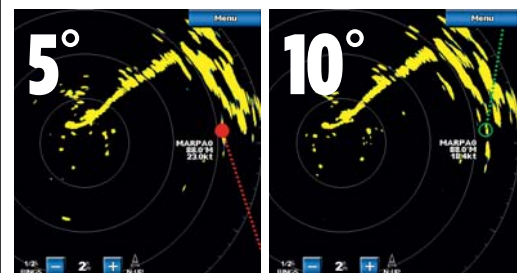 Menu
5°
MARPA0
88.0°M
23.0kt
1/2
RINGS
2
N-UP
Menu
10°
MARPA0
88.0°M
18.4kt
1/2
RINGS
2
N-UP